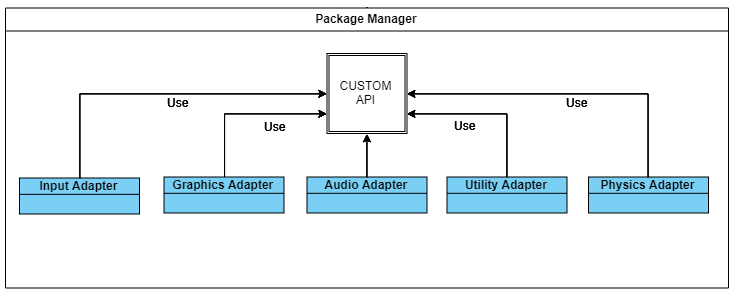 Package Manager
CUSTOM
API
Use
Use
Use
Use
Input Adapter
Graphics Adapter
Audio Adapter
Utility Adapter
Physics Adapter